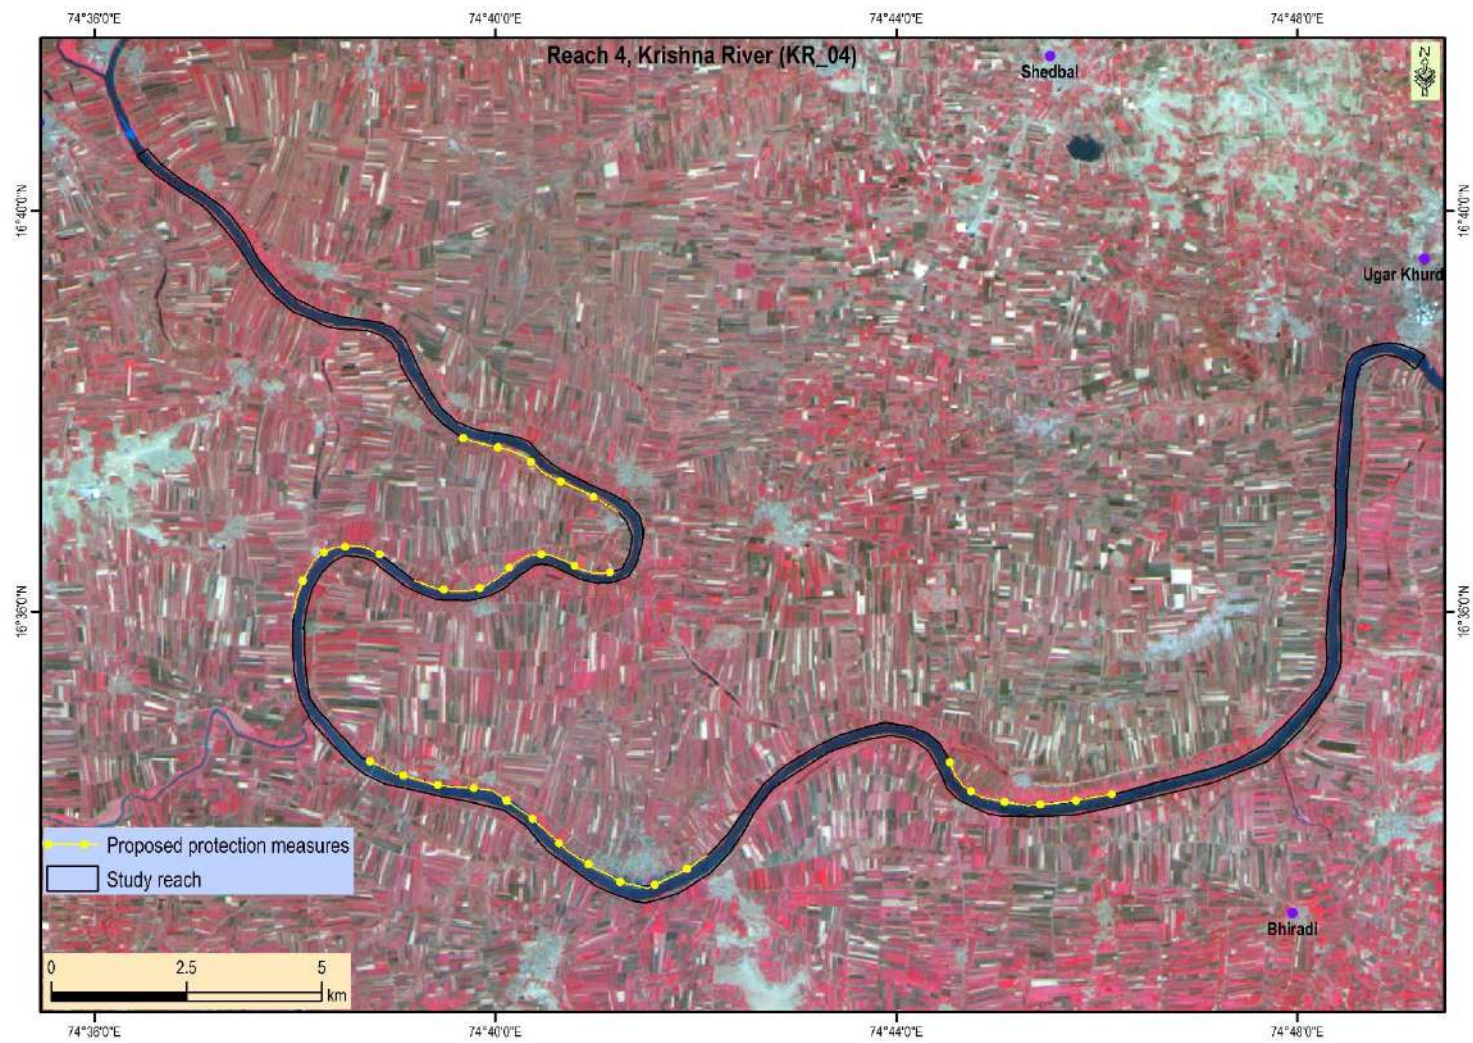 74°36'0"E 74°40'0"E 74°44'0"E 74°48'0"E
Reach 4, Krishna River (KR_04)
N
Shedbal
16°40'0"N 16°40'0"N
Ugar Khurd
16°36'0"N 16°36'0"N
Proposed protection measures
Study reach
Bhiradi
0 2.5 5
km
74°36'0"E 74°40'0"E 74°44'0"E 74°48'0"E